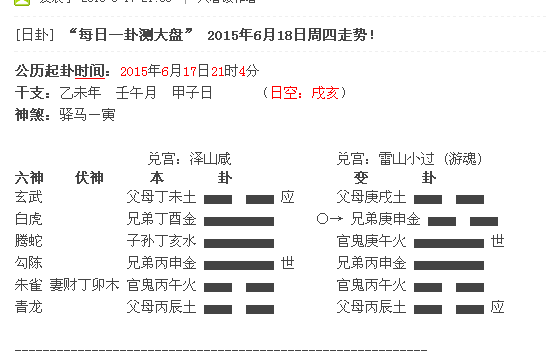 [日卦] “每日一卦测大盘” 2015年6月18日周四走势!
公历起卦时间: 2015年6月17日21时4分
干支: 乙未年 壬午月 甲子日 (日空: 戌亥)
神煞: 驿马—寅
兑宫: 泽山咸 兑宫: 雷山小过 (游魂)
六神 伏神 本 卦 变 卦
玄武 父母丁未土 应 父母庚戌土
白虎 兄弟丁酉金 ○→ 兄弟庚申金
腾蛇 子孙丁亥水 官鬼庚午火 世
勾陈 兄弟丙申金 世 兄弟丙申金
朱雀 妻财丁卯木 官鬼丙午火 官鬼丙午火
青龙 父母丙辰土 父母丙辰土 应